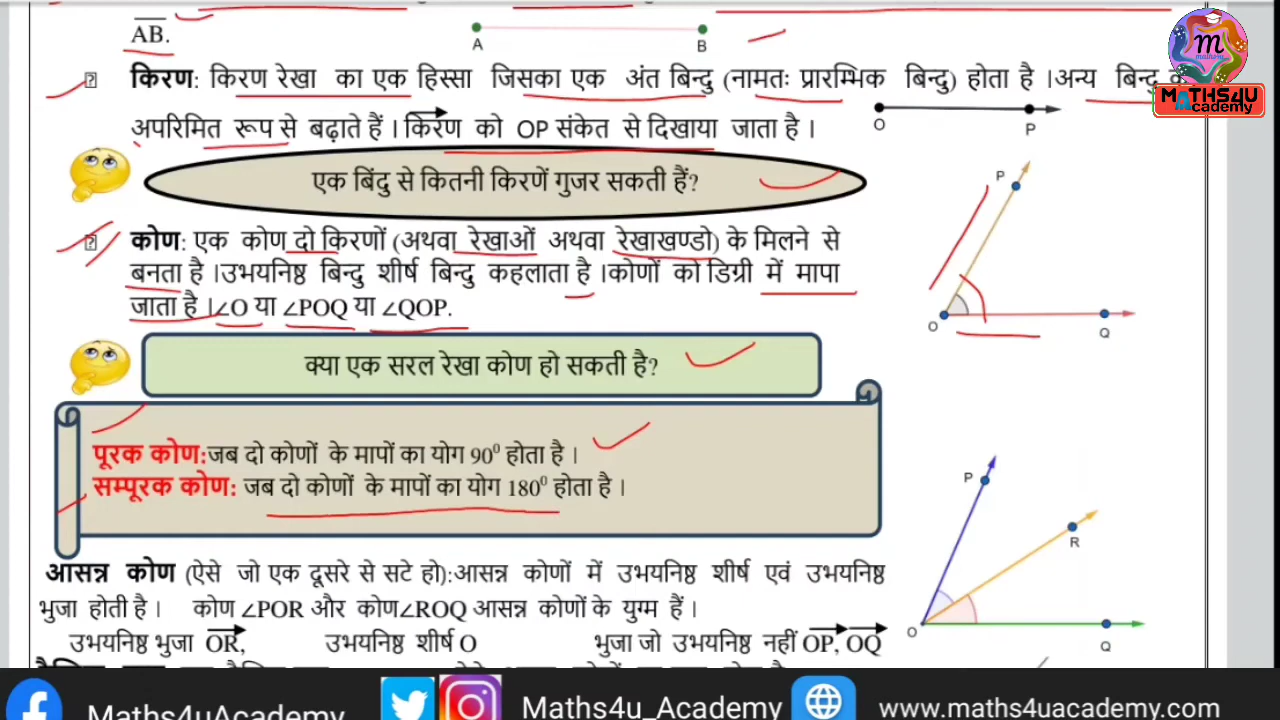 AB.
A B
किरण: किरण रेखा का एक हिस्सा जिसका एक अंत बिन्दु (नामतः प्रारम्भिक बिन्दु) होता है ।अन्य बिन्दु
अपरिमित रूप से बढ़ाते हैं । किरण को OP संकेत से दिखाया जाता है ।
O P
एक बिंदु से कितनी किरणें गुजर सकती हैं?
कोण: एक कोण दो किरणों (अथवा रेखाओं अथवा रेखाखण्डो) के मिलने से
बनता है ।उभयनिष्ठ बिन्दु शीर्ष बिन्दु कहलाता है ।कोणों को डिग्री में मापा
जाता है ।∠O या ∠POQ या ∠QOP.
P
O Q
क्या एक सरल रेखा कोण हो सकती है?
पूरक कोण:जब दो कोणों के मापों का योग 90⁰ होता है ।
सम्पूरक कोण: जब दो कोणों के मापों का योग 180⁰ होता है ।
P
R
O Q
आसन्न कोण (ऐसे जो एक दूसरे से सटे हो):आसन्न कोणों में उभयनिष्ठ शीर्ष एवं उभयनिष्ठ
भुजा होती है । कोण ∠POR और कोण∠ROQ आसन्न कोणों के युग्म हैं ।
उभयनिष्ठ भुजा OR, उभयनिष्ठ शीर्ष O भुजा जो उभयनिष्ठ नहीं OP, OQ
m
maths4u
MATHS4U
Academy
Maths4uAcademy Maths4u_Academy www.maths4uacademy.com